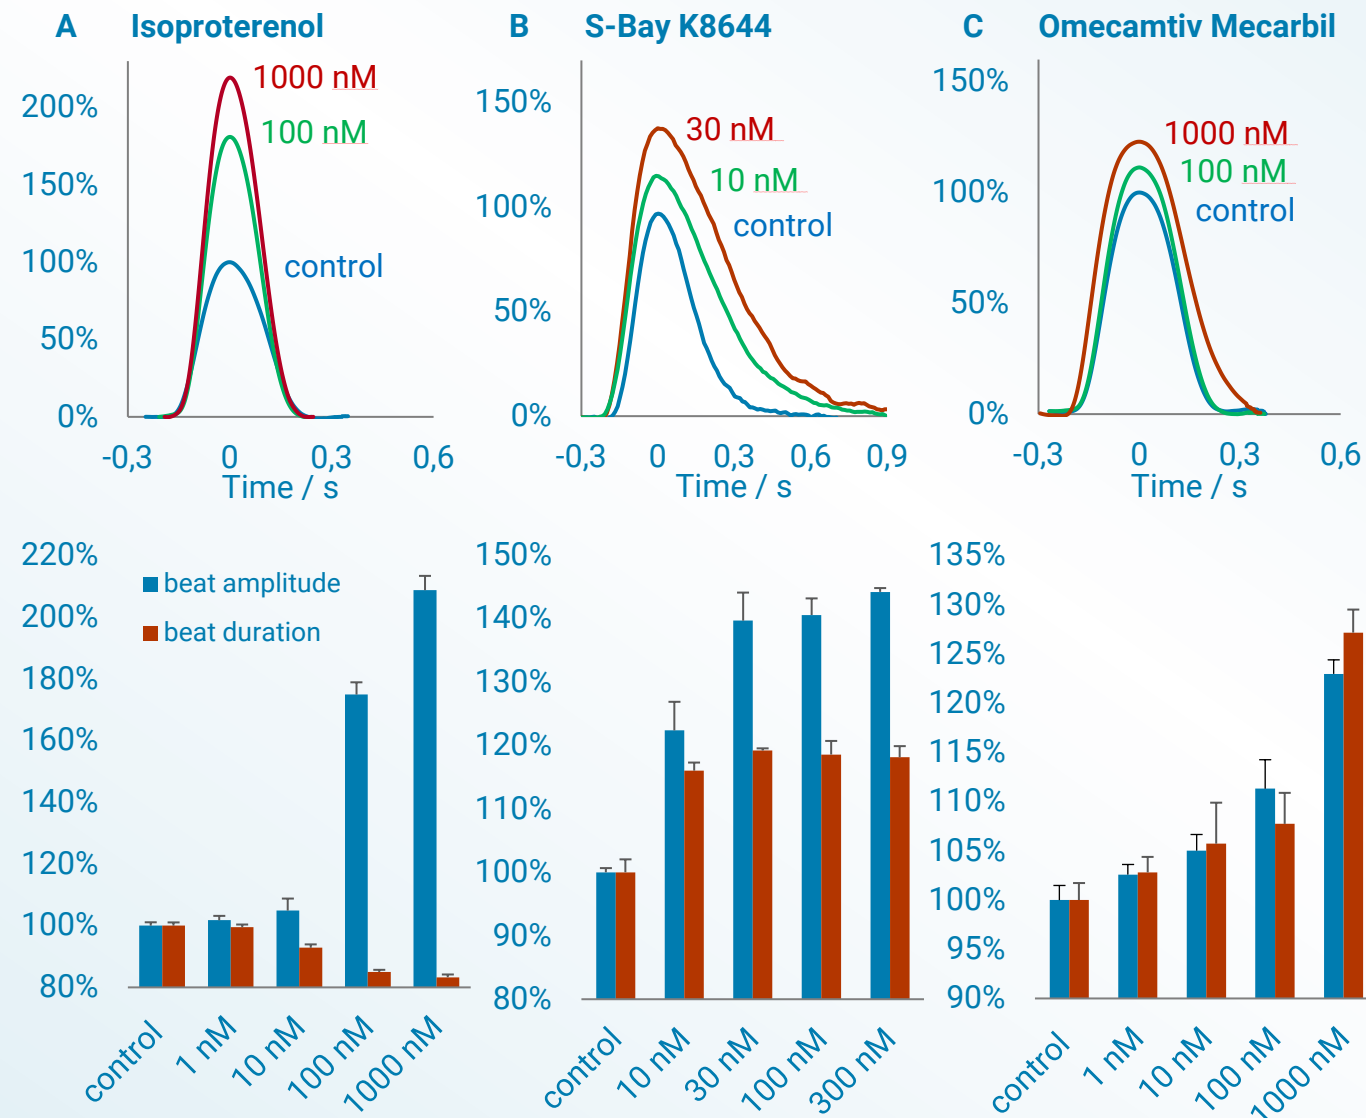 A Isoproterenol
1000 nM
100 nM
control
200%
150%
100%
50%
0%
-0,3 0 0,3 0,6
Time / s
B S-Bay K8644
30 nM
10 nM
control
150%
100%
50%
0%
-0,3 0 0,3 0,6 0,9
Time / s
C Omecamtiv Mecarbil
1000 nM
100 nM
control
150%
100%
50%
0%
-0,3 0 0,3 0,6
Time / s
220%
200%
180%
160%
140%
120%
100%
80%
beat amplitude
beat duration
control 1 nM 10 nM 100 nM 1000 nM
150%
140%
130%
120%
110%
100%
90%
80%
control 10 nM 30 nM 100 nM 300 nM
135%
130%
125%
120%
115%
110%
105%
100%
95%
90%
control 1 nM 10 nM 100 nM 1000 nM